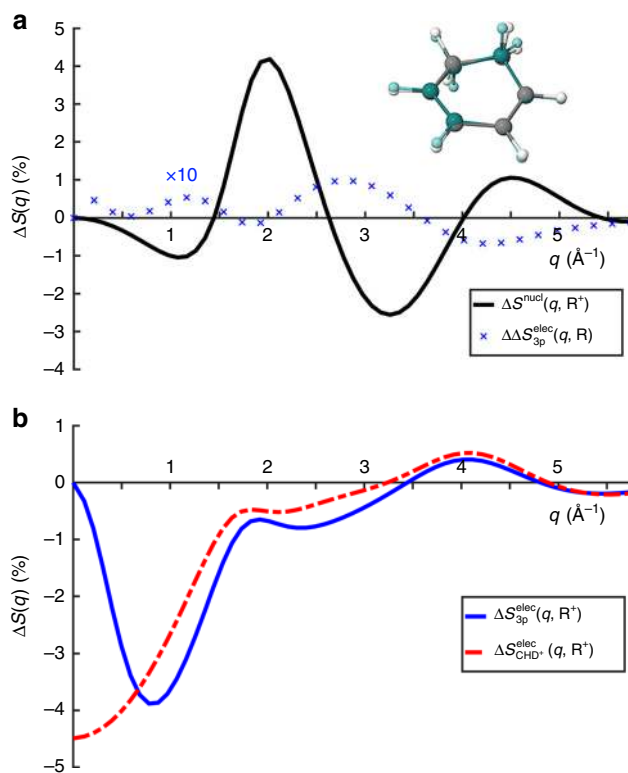 a
5
4
3
2
1
0
–1
–2
–3
–4
ΔS(q) (%)
×10
1
2
3
4
5
q (Å⁻¹)
ΔSⁿᵘᶜˡ(q, R⁺)
ΔΔS₃ₚᵉˡᵉᶜ(q, R)
b
1
0
–1
–2
–3
–4
–5
ΔS(q) (%)
1
2
3
4
5
q (Å⁻¹)
ΔS₃ₚᵉˡᵉᶜ(q, R⁺)
ΔS_CHD⁺^elec(q, R⁺)